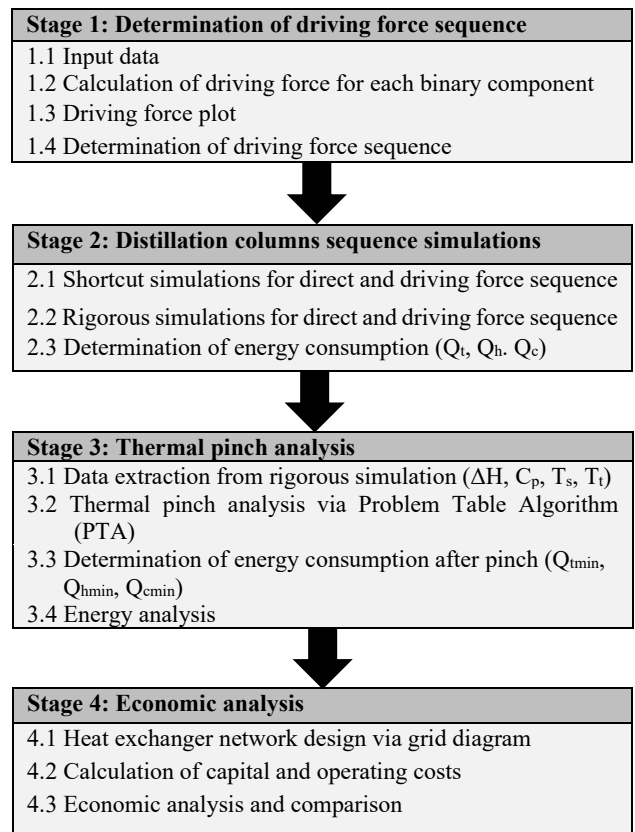 Stage 1: Determination of driving force sequence
1.1 Input data
1.2 Calculation of driving force for each binary component
1.3 Driving force plot
1.4 Determination of driving force sequence
Stage 2: Distillation columns sequence simulations
2.1 Shortcut simulations for direct and driving force sequence
2.2 Rigorous simulations for direct and driving force sequence
2.3 Determination of energy consumption (Qt, Qh. Qc)
Stage 3: Thermal pinch analysis
3.1 Data extraction from rigorous simulation (ΔH, Cp, Ts, Tt)
3.2 Thermal pinch analysis via Problem Table Algorithm
(PTA)
3.3 Determination of energy consumption after pinch (Qtmin,
Qhmin, Qcmin)
3.4 Energy analysis
Stage 4: Economic analysis
4.1 Heat exchanger network design via grid diagram
4.2 Calculation of capital and operating costs
4.3 Economic analysis and comparison